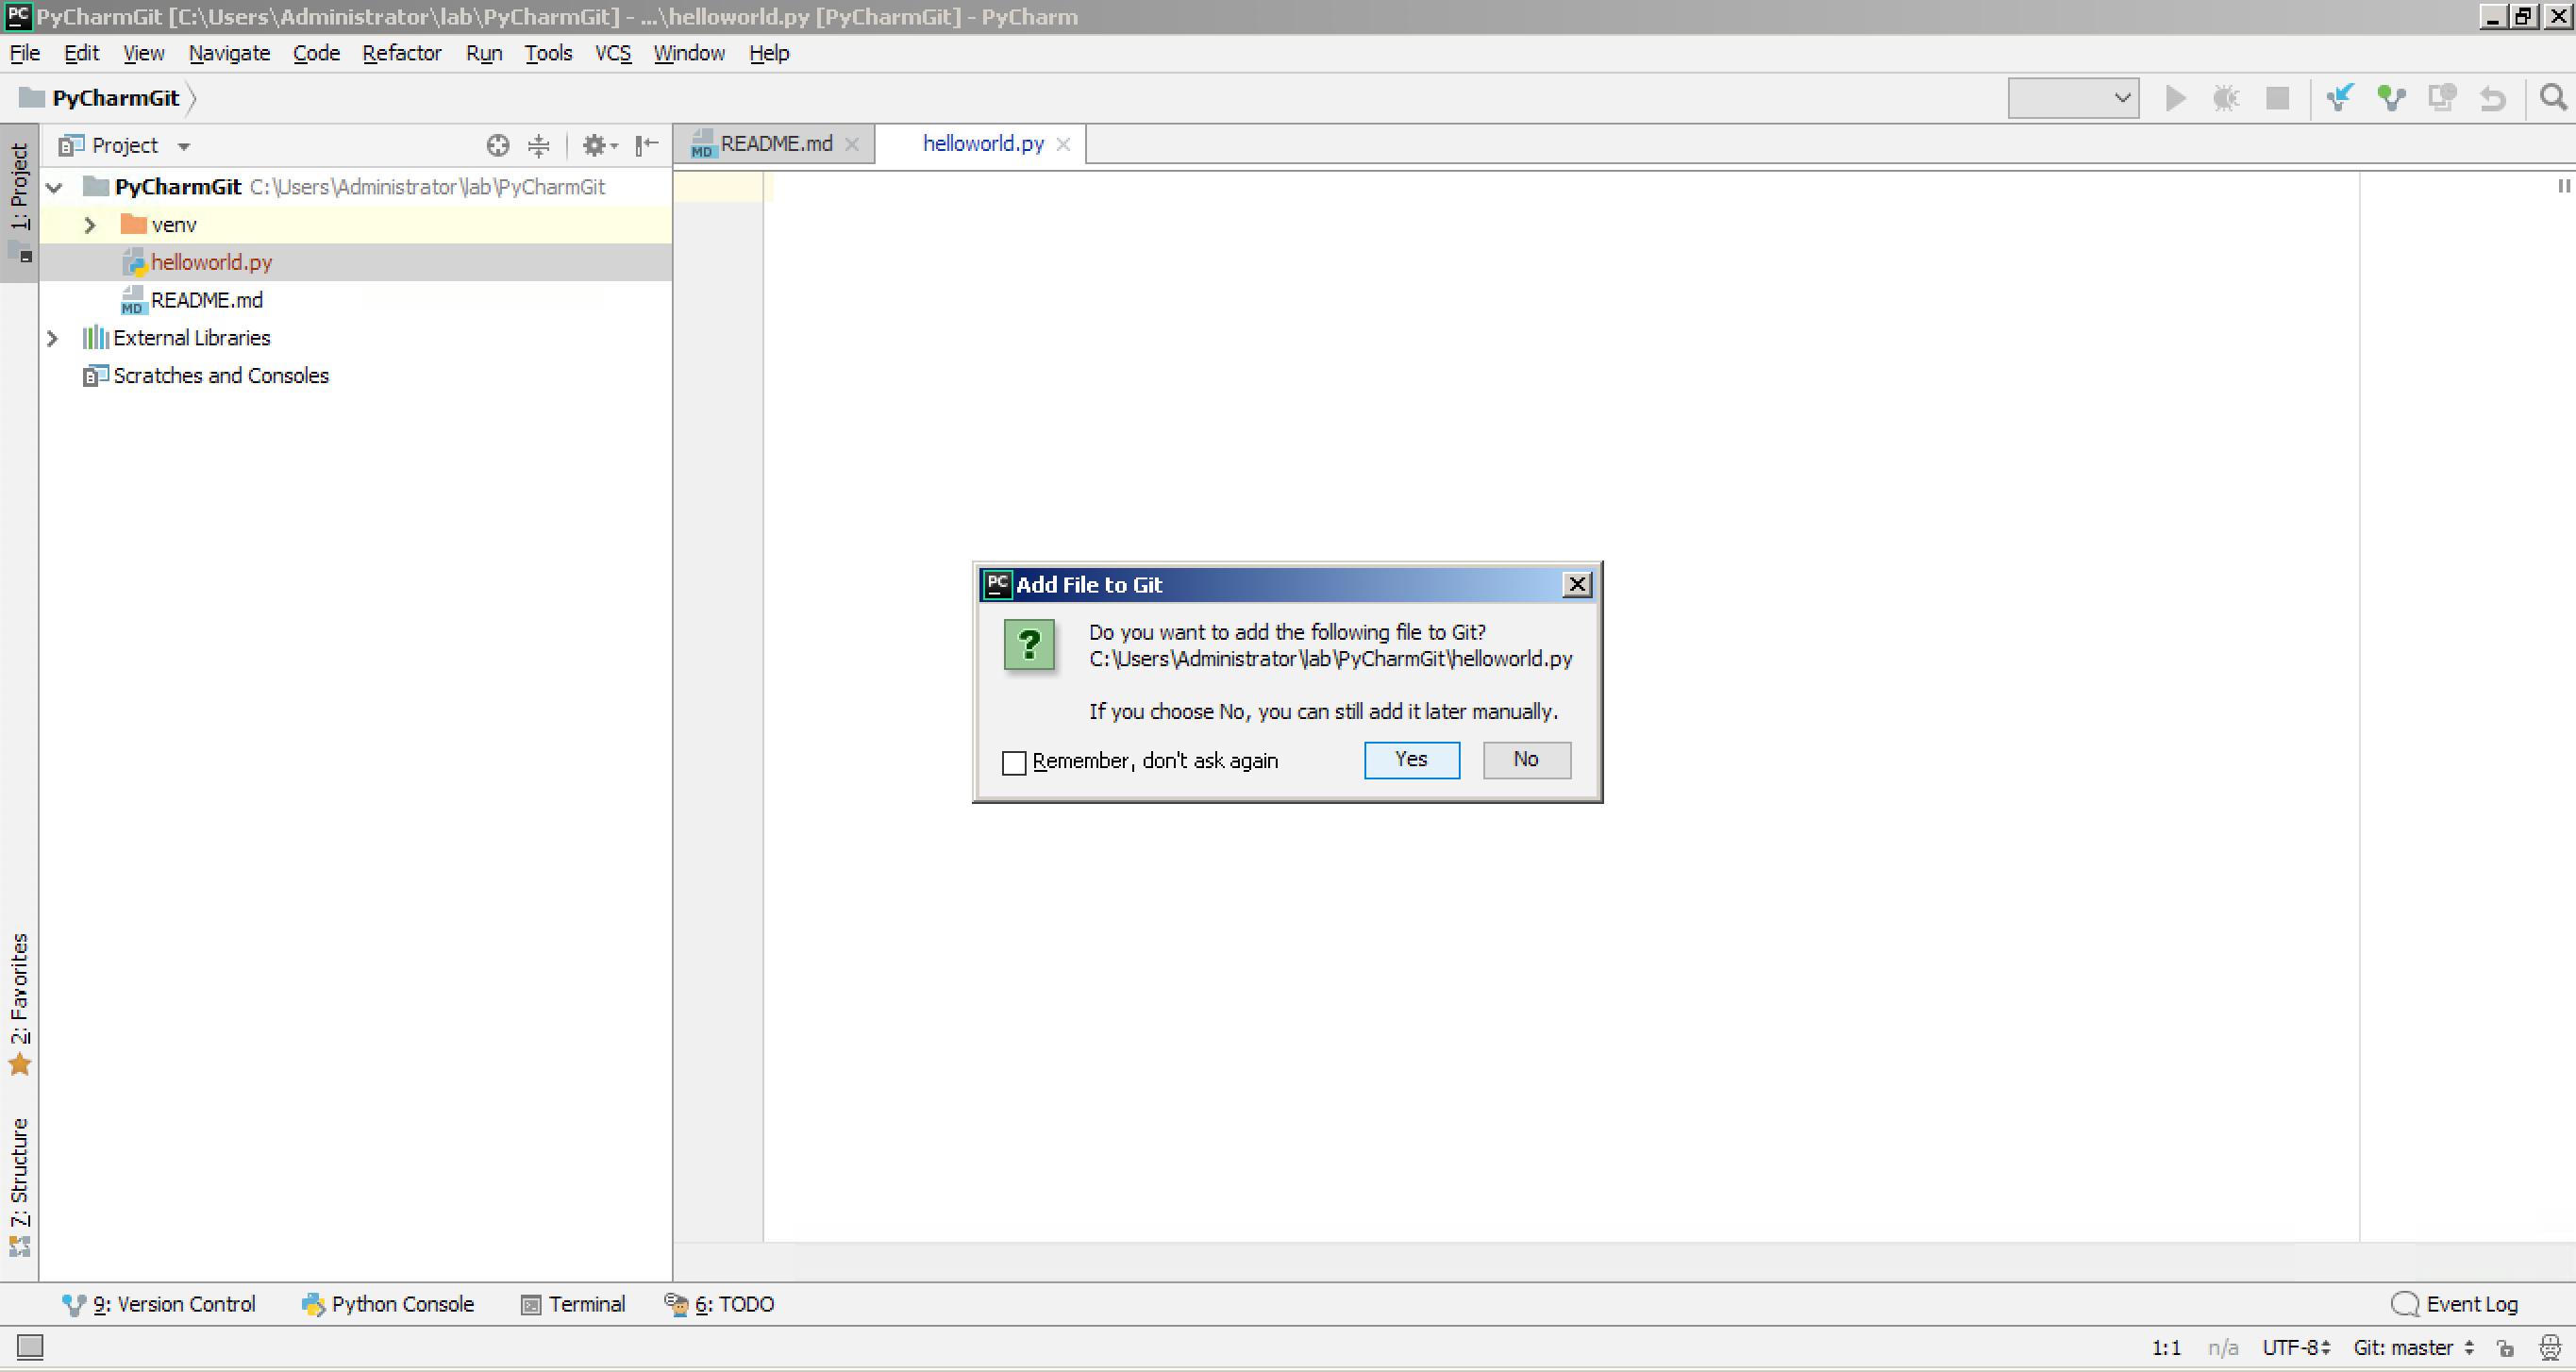 PC PyCharmGit [C:\Users\Administrator\lab\PyCharmGit] - ...\helloworld.py [PyCharmGit] - PyCharm
File Edit View Navigate Code Refactor Run Tools VCS Window Help
PyCharmGit
1: Project
Project
README.md
helloworld.py
PyCharmGit C:\Users\Administrator\lab\PyCharmGit
venv
helloworld.py
MD README.md
External Libraries
Scratches and Consoles
PC Add File to Git
? Do you want to add the following file to Git?
C:\Users\Administrator\lab\PyCharmGit\helloworld.py
If you choose No, you can still add it later manually.
Remember, don't ask again Yes No
2: Favorites
7: Structure
9: Version Control Python Console Terminal 6: TODO Event Log
1:1 n/a UTF-8 Git: master